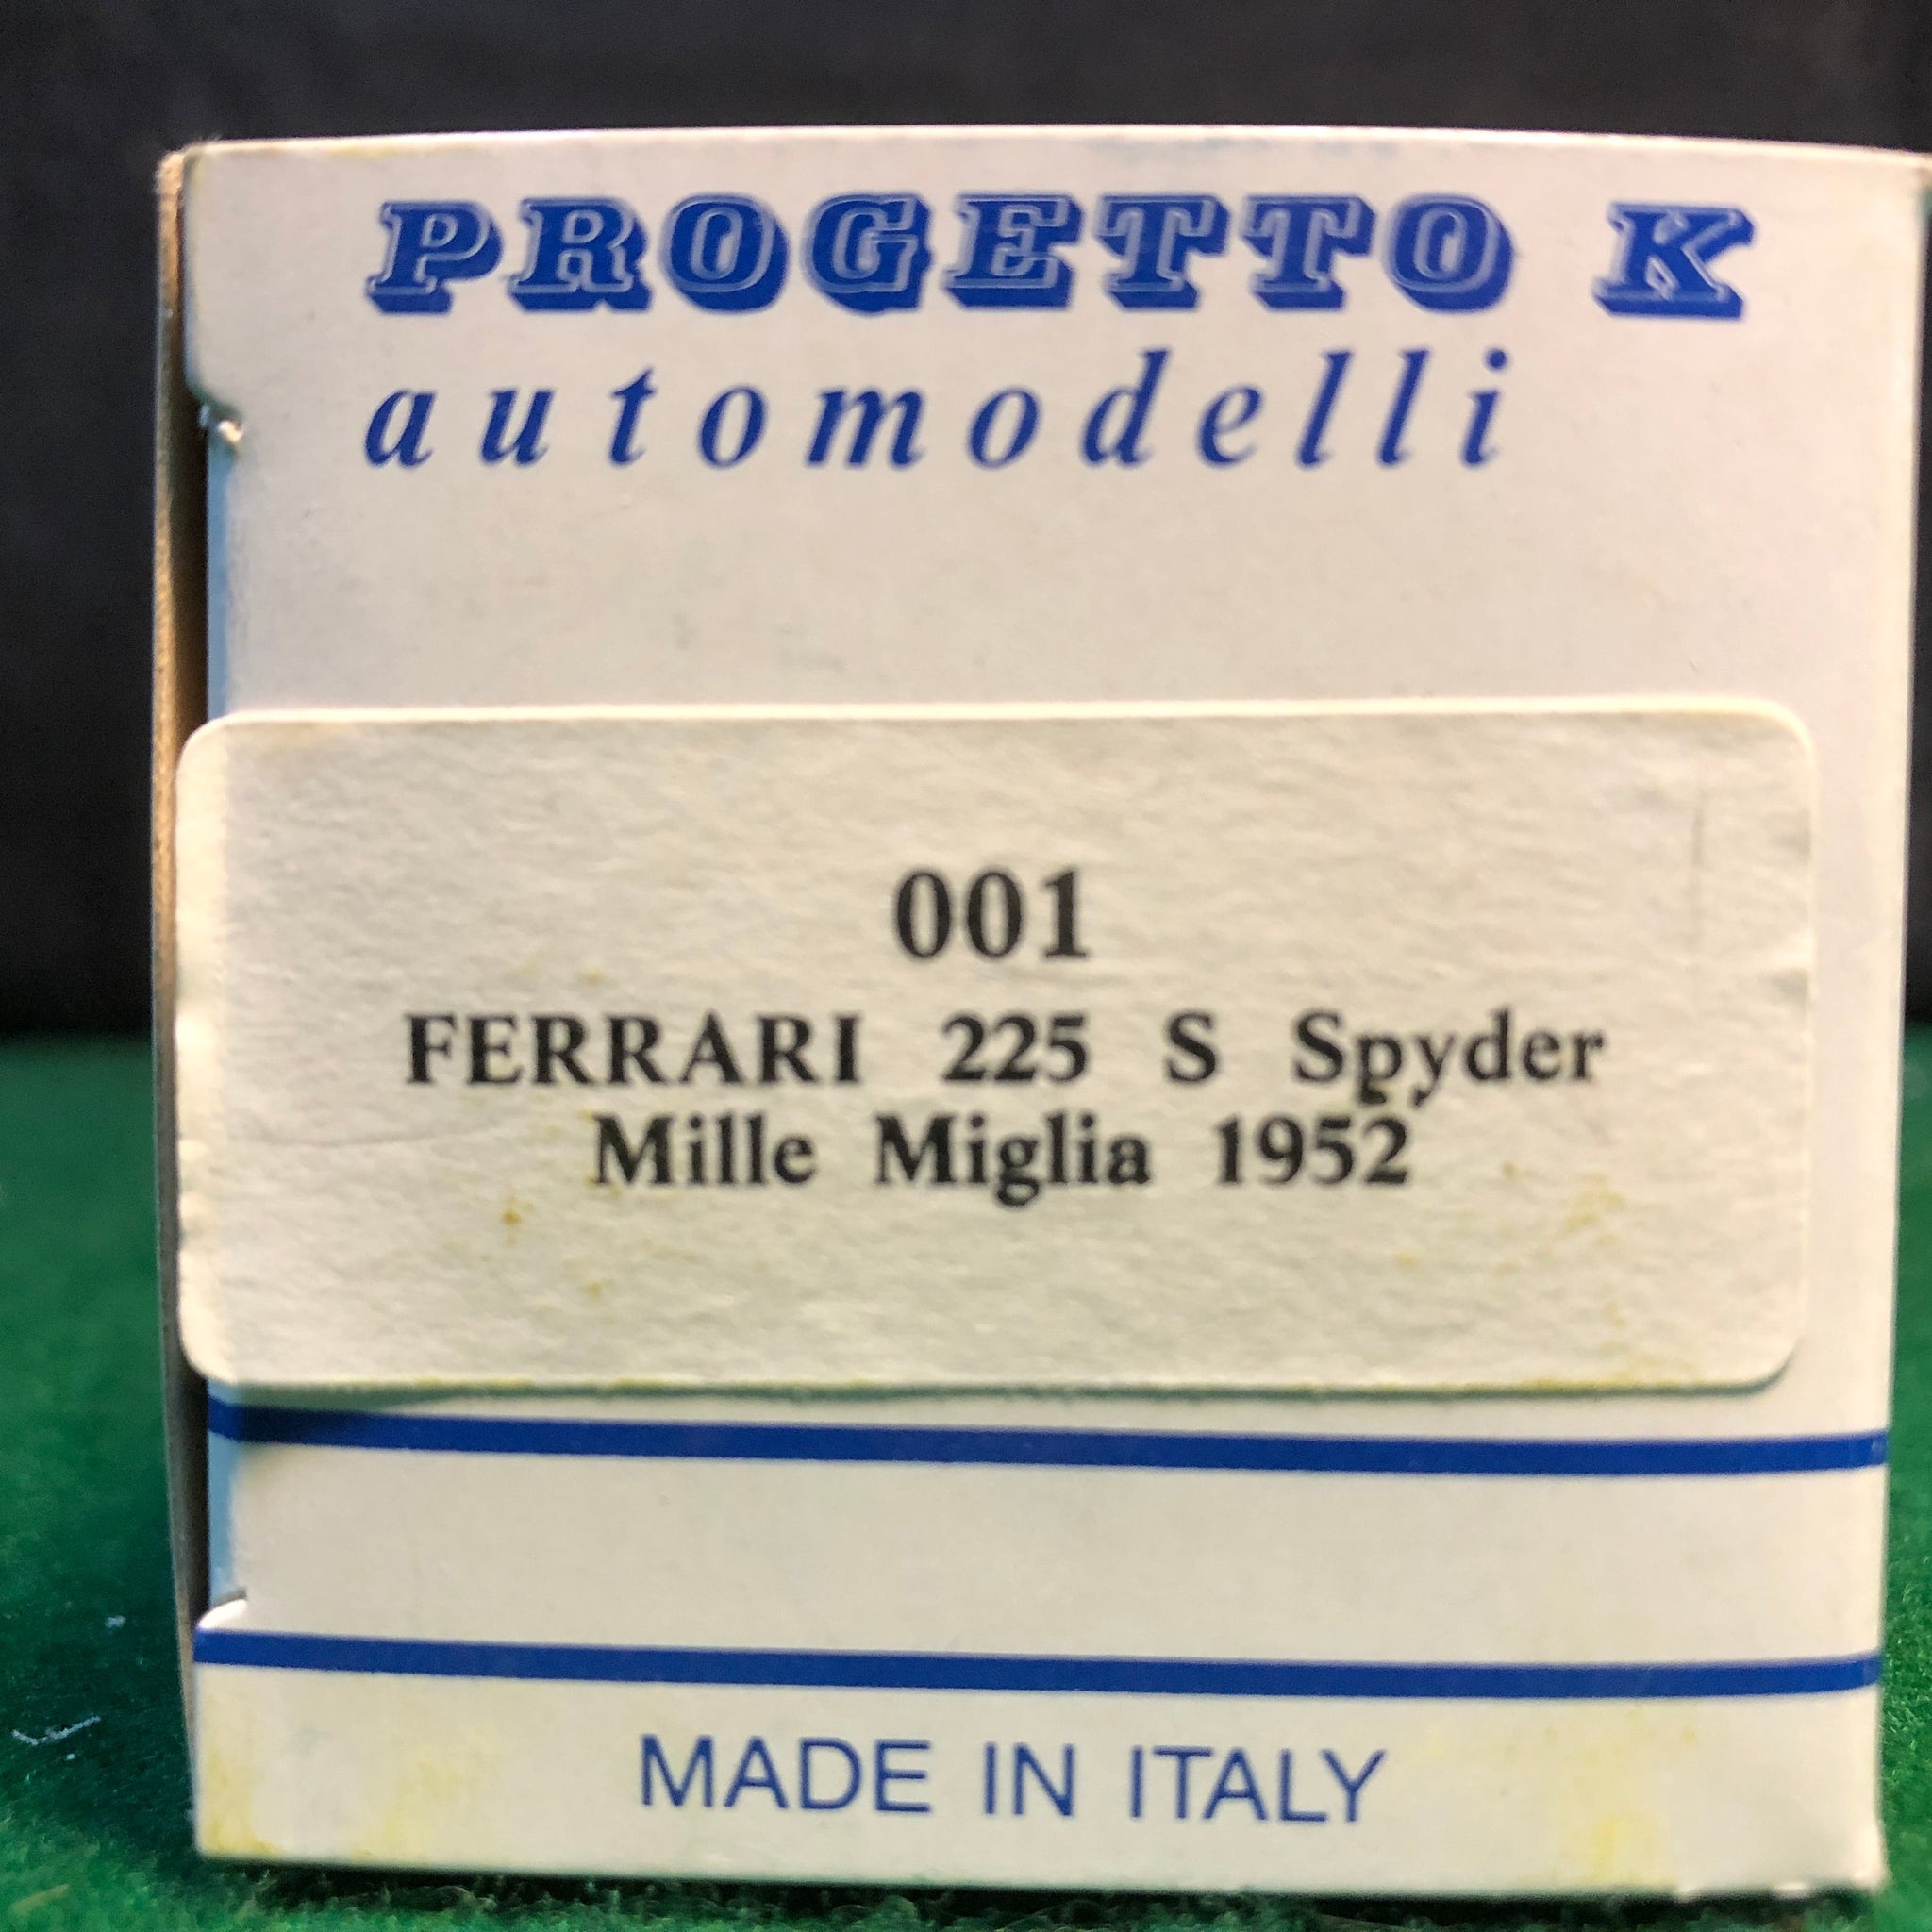 PROGETTO K
automodelli
001
FERRARI 225 S Spyder
Mille Miglia 1952
MADE IN ITALY